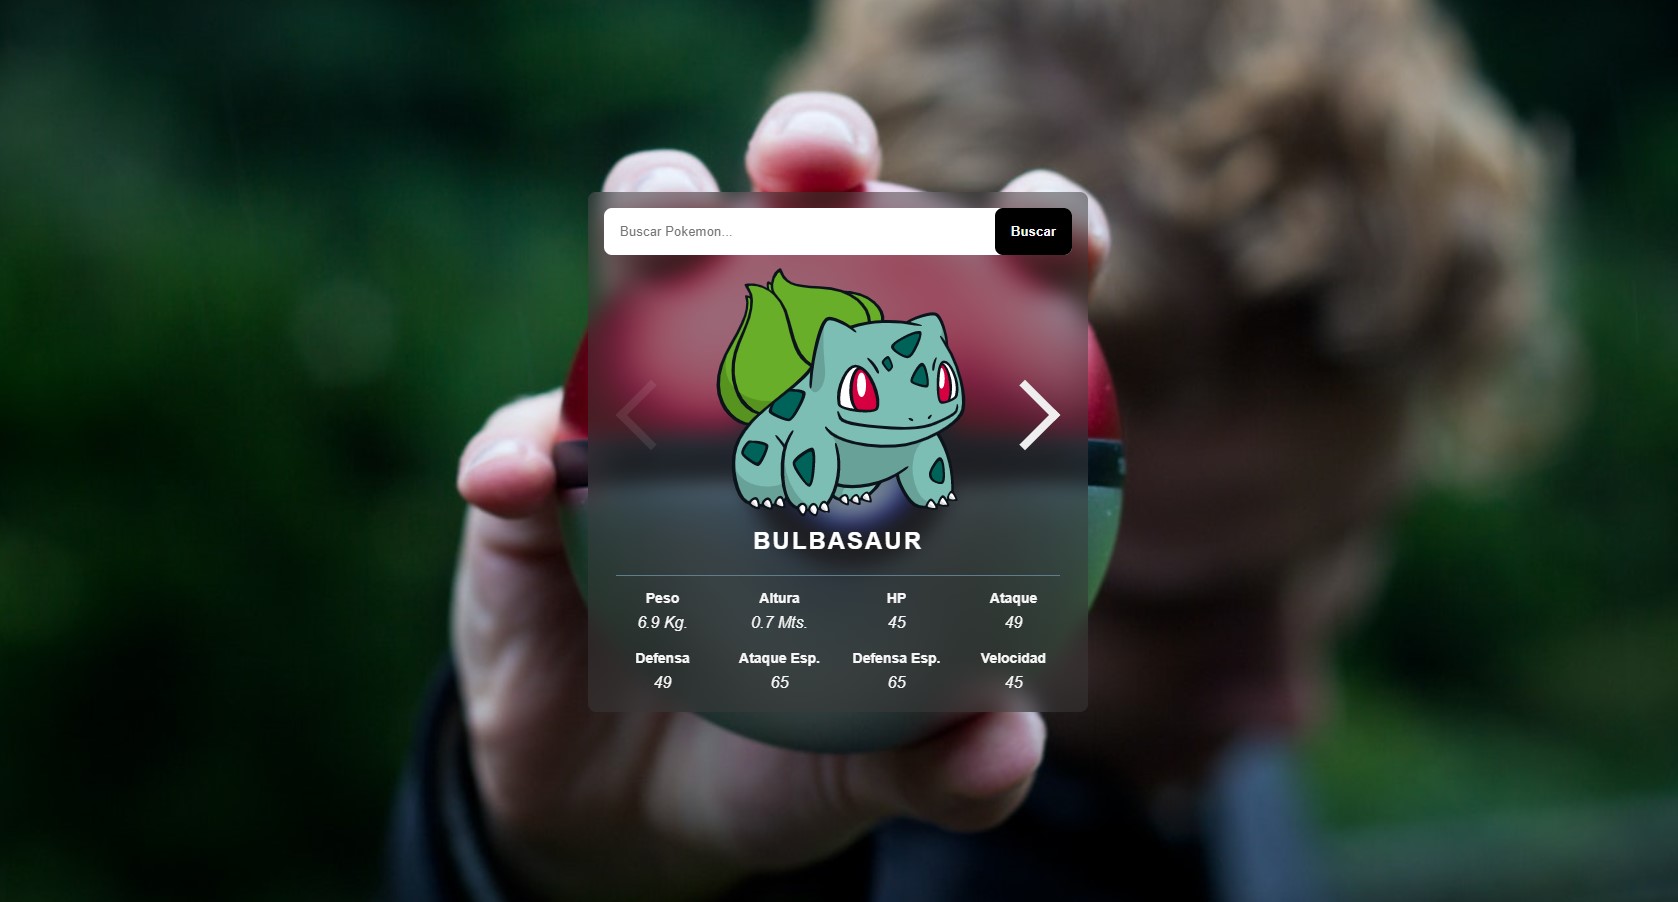 Buscar Pokemon...
Buscar
BULBASAUR
Peso Altura HP Ataque
6.9 Kg. 0.7 Mts. 45 49
Defensa Ataque Esp. Defensa Esp. Velocidad
49 65 65 45